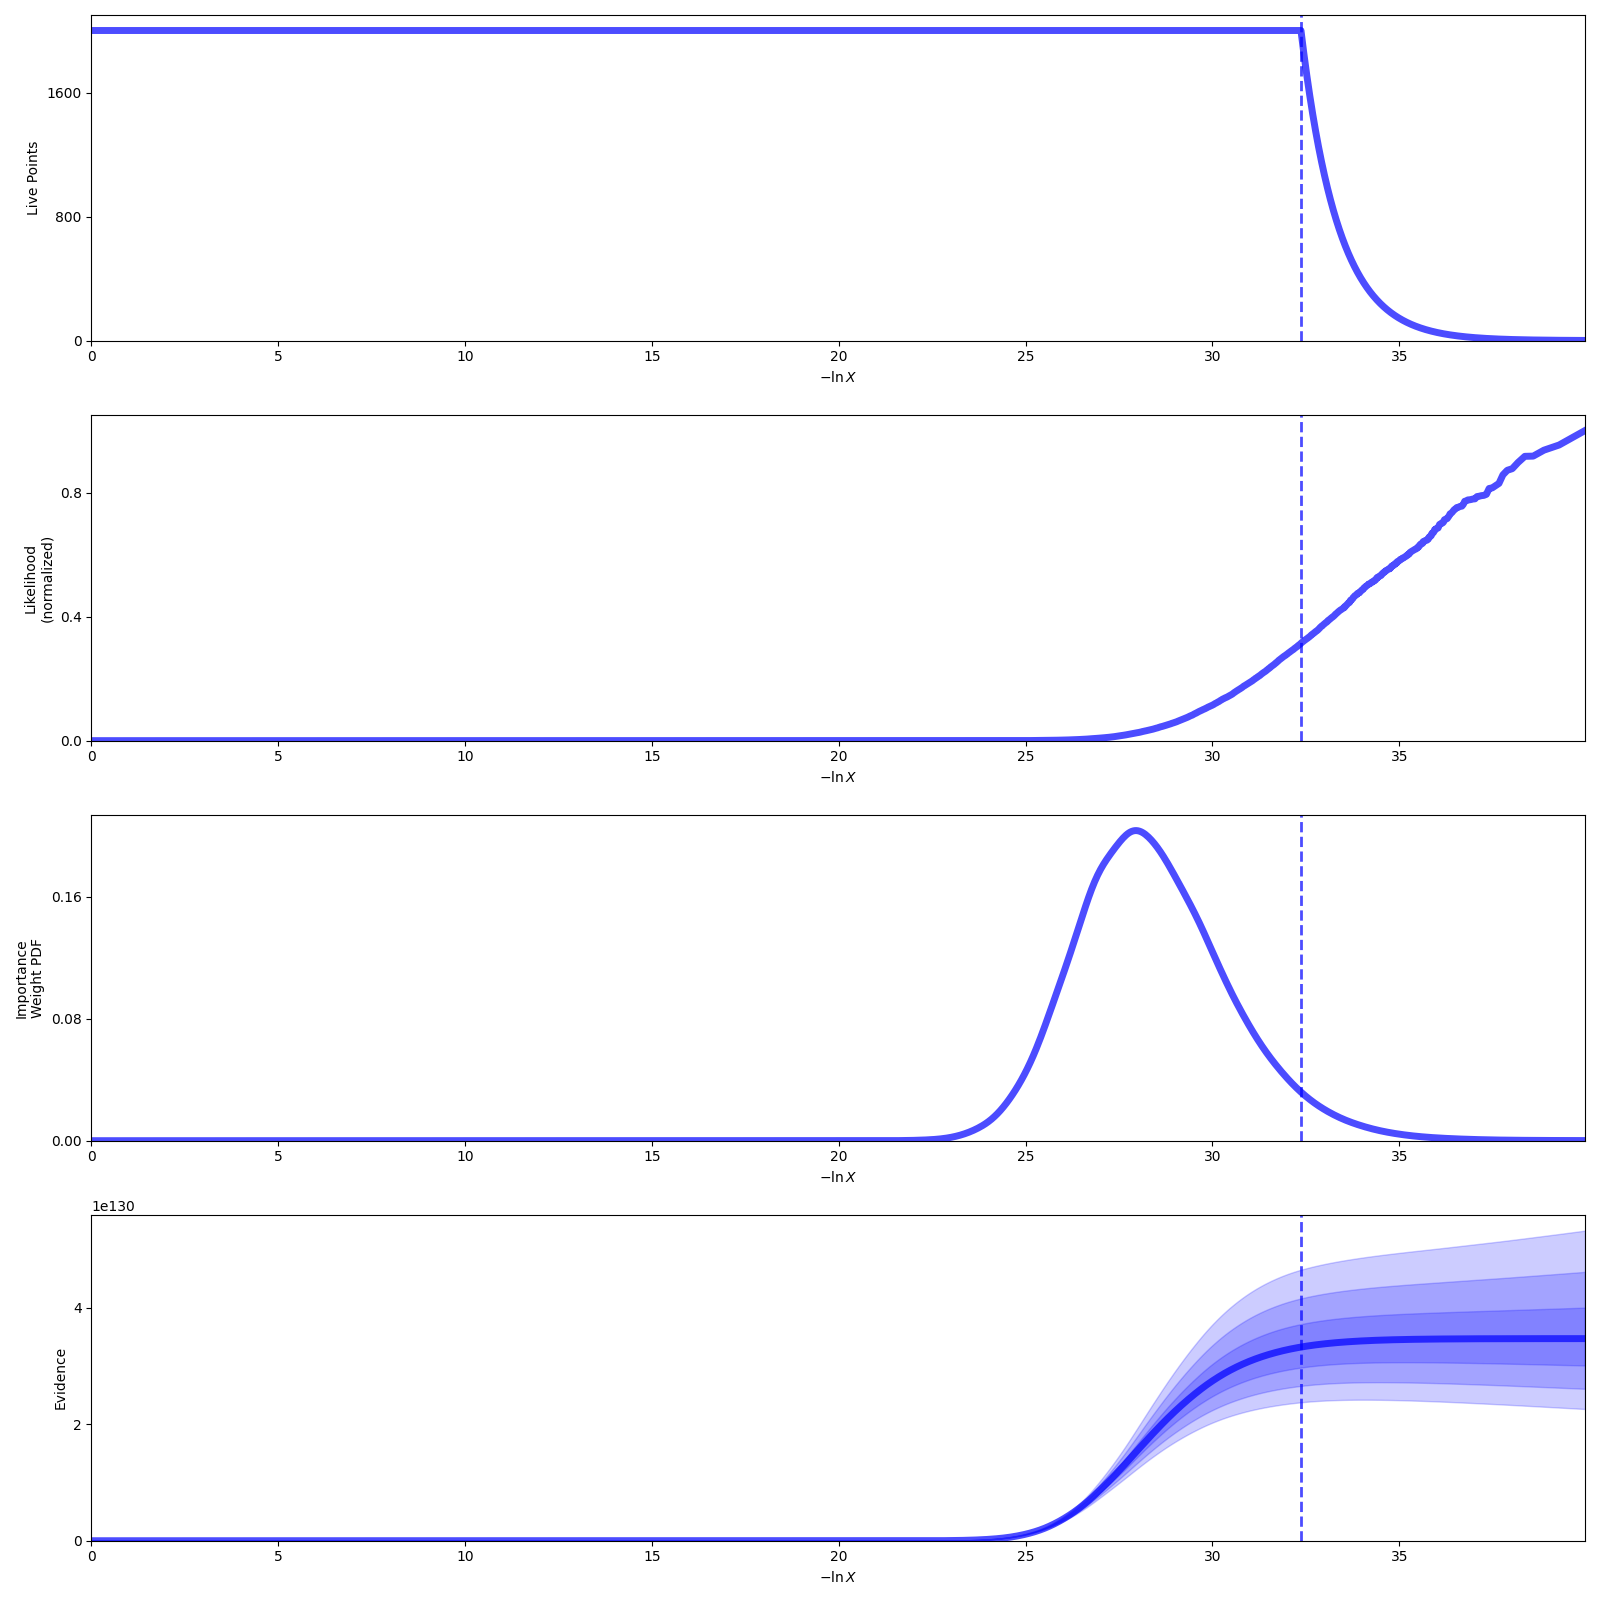 1600
800
0
Live Points
0 5 10 15 20 25 30 35
−ln X
0.8
0.4
0.0
Likelihood
(normalized)
0 5 10 15 20 25 30 35
−ln X
0.16
0.08
0.00
Importance
Weight PDF
0 5 10 15 20 25 30 35
−ln X
1e130
4
2
0
Evidence
0 5 10 15 20 25 30 35
−ln X